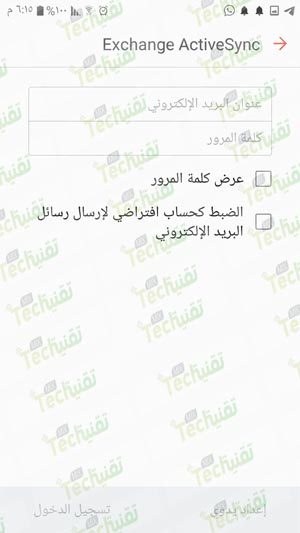 ٦:١٥ م ١٠٠%
Exchange ActiveSync
عنوان البريد الإلكتروني
كلمة المرور
عرض كلمة المرور
الضبط كحساب افتراضي لإرسال رسائل
البريد الإلكتروني
إعداد يدوي
تسجيل الدخول
تقنية Tech